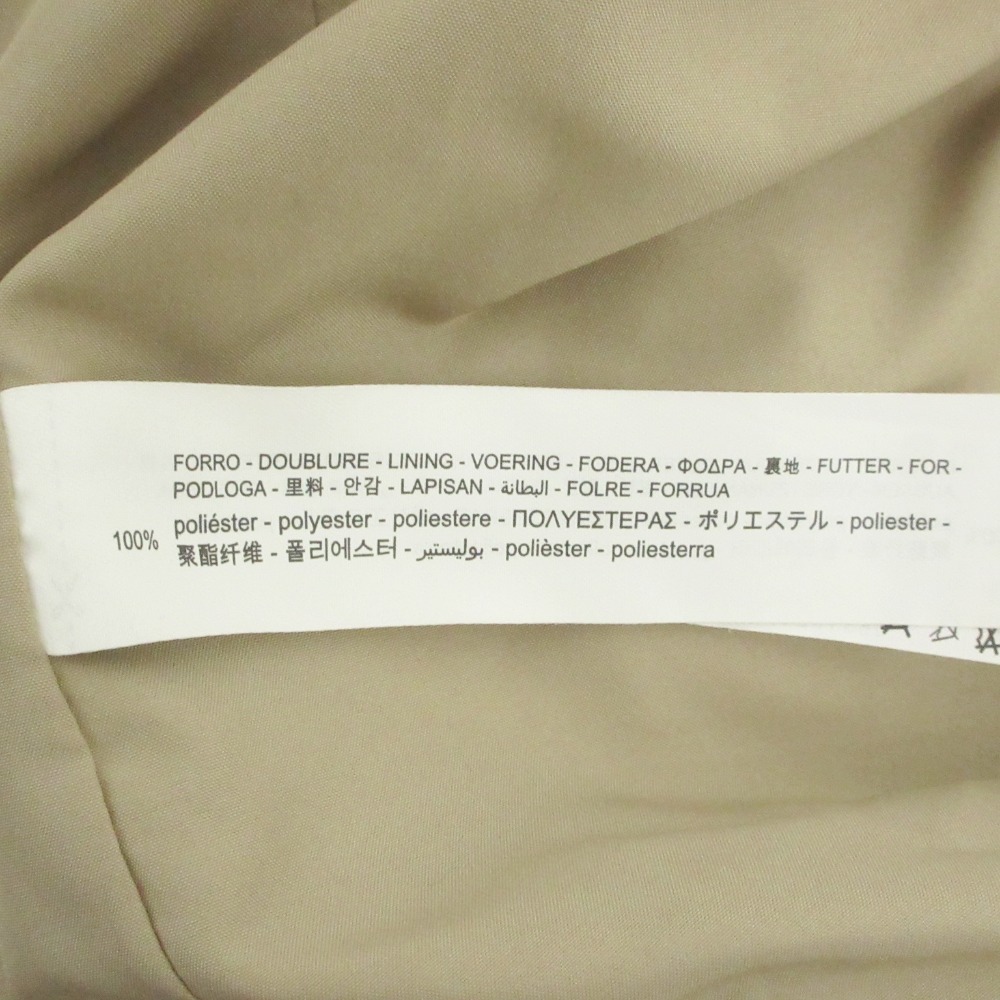 FORRO - DOUBLURE - LINING - VOERING - FODERA - ΦΟΔΡΑ - 裏地 - FUTTER - FOR -
PODLOGA - 里料 - 안감 - LAPISAN - البطانة - FOLRE - FORRUA
100% poliéster - polyester - poliestere - ΠΟΛΥΕΣΤΕΡΑΣ - ポリエステル - poliester -
聚酯纤维 - 폴리에스터 - بوليستير - polièster - poliesterra